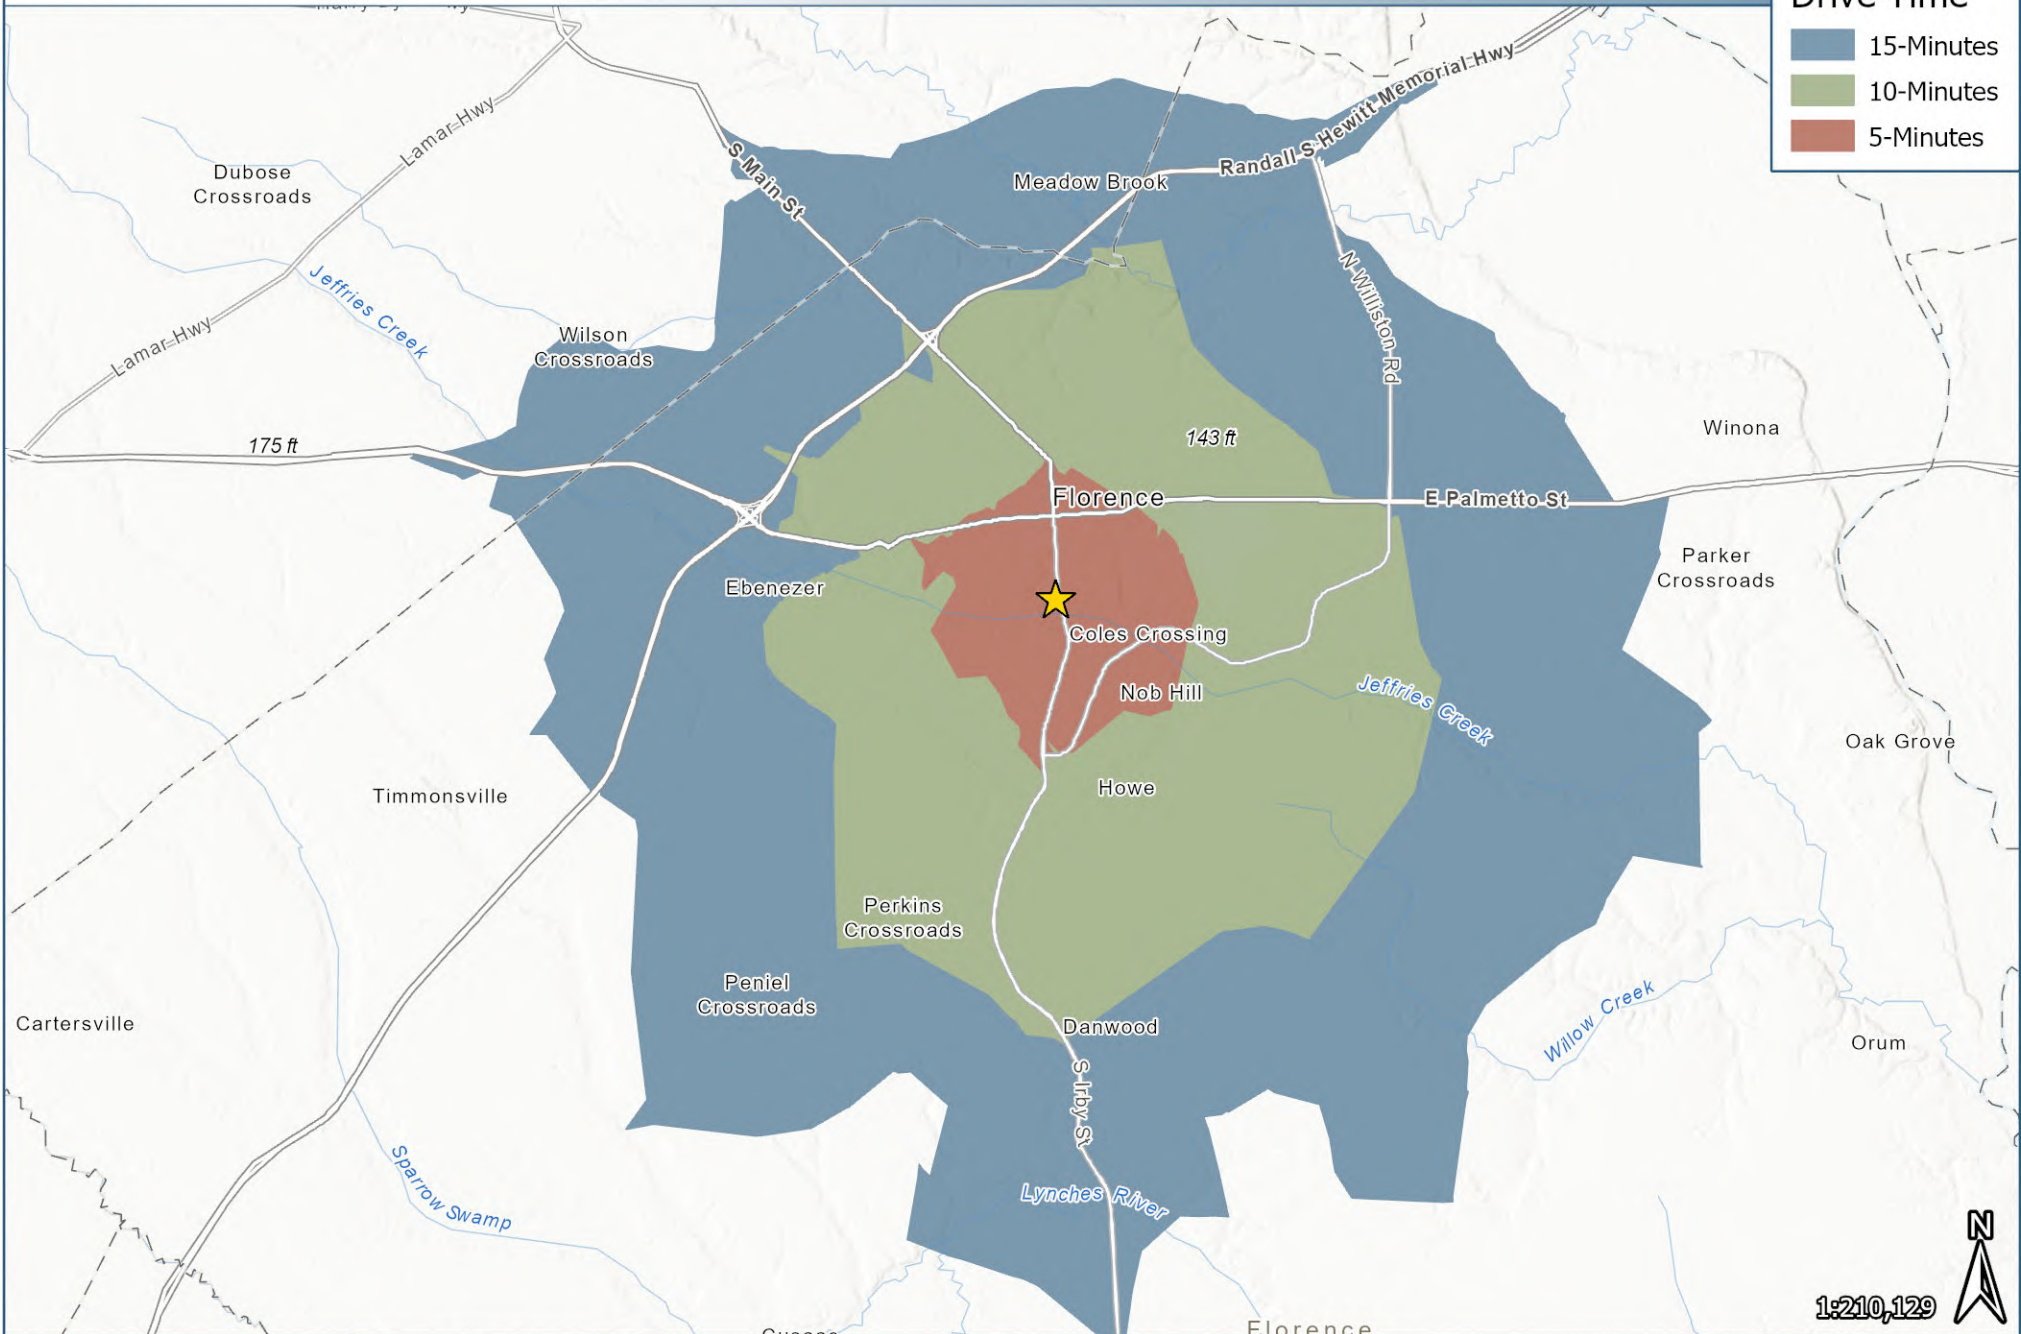 Drive Time
15-Minutes
10-Minutes
5-Minutes
Lamar-Hwy
Randall S Hewitt Memorial-Hwy
Dubose
Crossroads
S Main St
Meadow Brook
Jeffries Creek
N Williston Rd
Lamar-Hwy
Wilson
Crossroads
175 ft
143 ft
Winona
Florence
E Palmetto St
Parker
Crossroads
Ebenezer
Coles Crossing
Nob Hill
Jeffries Creek
Oak Grove
Timmonsville
Howe
Perkins
Crossroads
Peniel
Crossroads
Cartersville
Danwood
Willow Creek
Orum
S Irby St
Sparrow Swamp
Lynches River
N
1:210,129
Florence